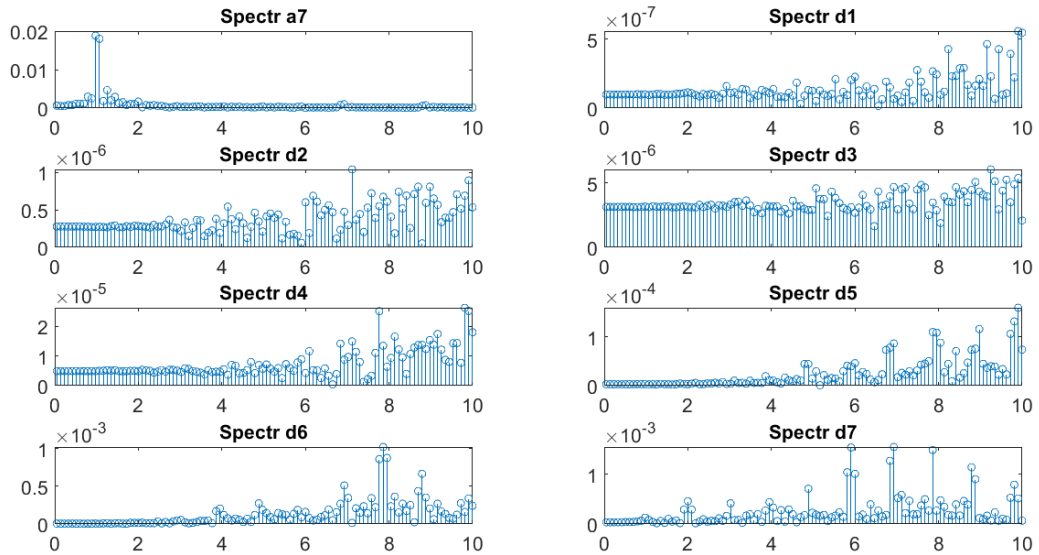 Spectr a7
0.02
0.01
0
0 2 4 6 8 10
Spectr d1
×10-7
5
0
0 2 4 6 8 10
Spectr d2
×10-6
1
0.5
0
0 2 4 6 8 10
Spectr d3
×10-6
5
0
0 2 4 6 8 10
Spectr d4
×10-5
2
1
0
0 2 4 6 8 10
Spectr d5
×10-4
1
0
0 2 4 6 8 10
Spectr d6
×10-3
1
0.5
0
0 2 4 6 8 10
Spectr d7
×10-3
1
0
0 2 4 6 8 10